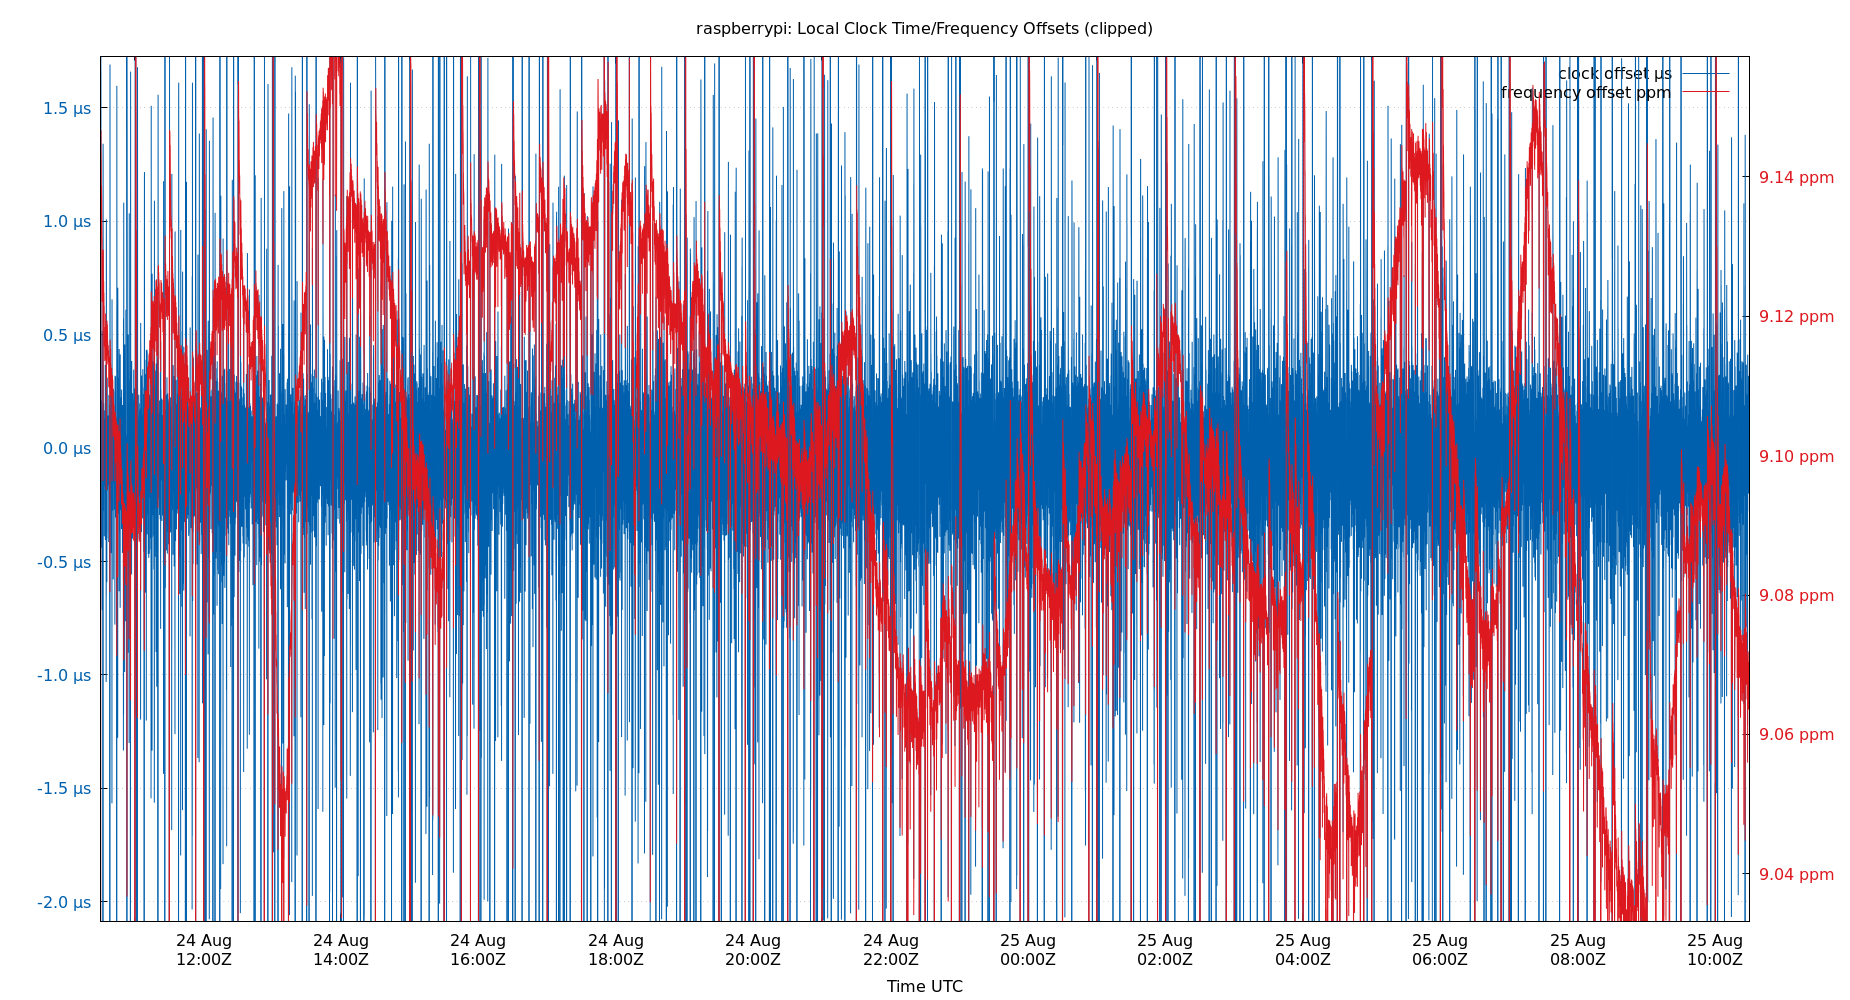 raspberrypi: Local Clock Time/Frequency Offsets (clipped)
clock offset µs
frequency offset ppm
1.5 µs
1.0 µs
0.5 µs
0.0 µs
-0.5 µs
-1.0 µs
-1.5 µs
-2.0 µs
9.14 ppm
9.12 ppm
9.10 ppm
9.08 ppm
9.06 ppm
9.04 ppm
24 Aug 24 Aug 24 Aug 24 Aug 24 Aug 24 Aug 25 Aug 25 Aug 25 Aug 25 Aug 25 Aug 25 Aug
12:00Z 14:00Z 16:00Z 18:00Z 20:00Z 22:00Z 00:00Z 02:00Z 04:00Z 06:00Z 08:00Z 10:00Z
Time UTC